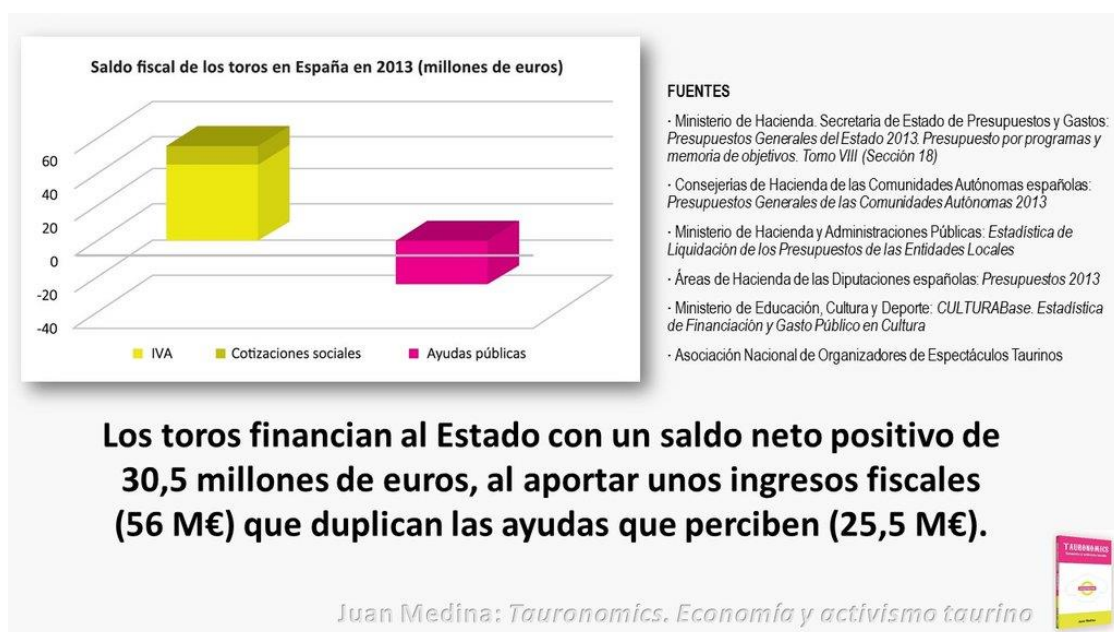 Saldo fiscal de los toros en España en 2013 (millones de euros)
60
40
20
0
-20
-40
IVA
Cotizaciones sociales
Ayudas públicas
FUENTES
· Ministerio de Hacienda. Secretaría de Estado de Presupuestos y Gastos:
Presupuestos Generales del Estado 2013. Presupuesto por programas y
memoria de objetivos. Tomo VIII (Sección 18)
· Consejerías de Hacienda de las Comunidades Autónomas españolas:
Presupuestos Generales de las Comunidades Autónomas 2013
· Ministerio de Hacienda y Administraciones Públicas: Estadística de
Liquidación de los Presupuestos de las Entidades Locales
· Áreas de Hacienda de las Diputaciones españolas: Presupuestos 2013
· Ministerio de Educación, Cultura y Deporte: CULTURABase. Estadística
de Financiación y Gasto Público en Cultura
· Asociación Nacional de Organizadores de Espectáculos Taurinos
Los toros financian al Estado con un saldo neto positivo de
30,5 millones de euros, al aportar unos ingresos fiscales
(56 M€) que duplican las ayudas que perciben (25,5 M€).
TAURONOMICS
Juan Medina: Tauronomics. Economía y activismo taurino